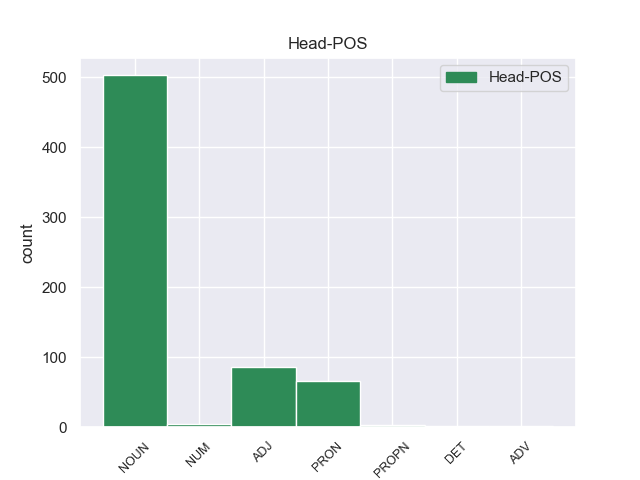 Head-POS
Head-POS
500
400
300
200
100
0
count
NOUN
NUM
ADJ
PRON
PROPN
DET
ADV